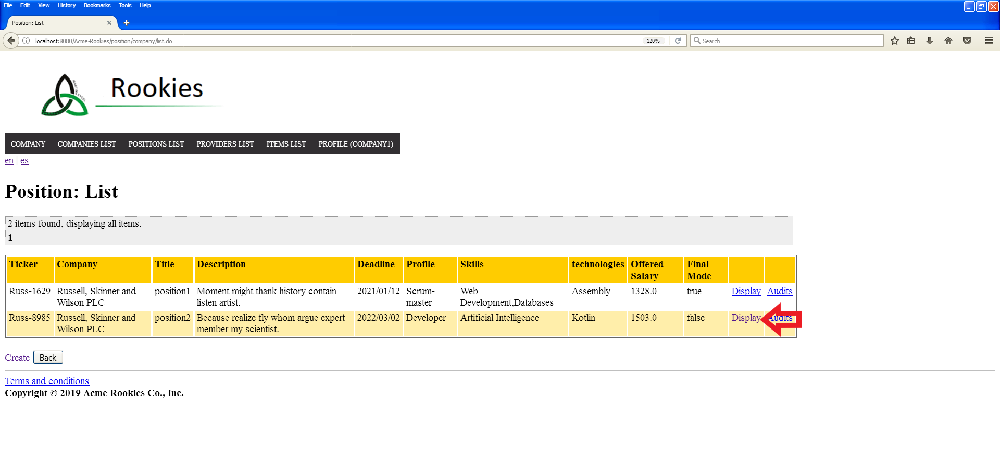 File Edit View History Bookmarks Tools Help
Position: List
localhost:8080/Acme-Rookies/position/company/list.do
120%
Search
Rookies
COMPANY COMPANIES LIST POSITIONS LIST PROVIDERS LIST ITEMS LIST PROFILE (COMPANY1)
en | es
Position: List
2 items found, displaying all items.
1
Ticker Company Title Description Deadline Profile Skills technologies Offered Salary Final Mode
Russ-1629 Russell, Skinner and Wilson PLC position1 Moment might thank history contain listen artist. 2021/01/12 Scrum-master Web Development,Databases Assembly 1328.0 true Display Audits
Russ-8985 Russell, Skinner and Wilson PLC position2 Because realize fly whom argue expert member my scientist. 2022/03/02 Developer Artificial Intelligence Kotlin 1503.0 false Display Audits
Create Back
Terms and conditions
Copyright © 2019 Acme Rookies Co., Inc.